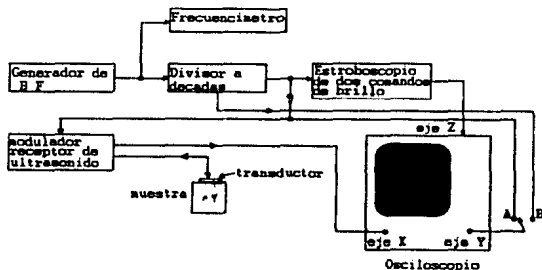 Frecuencímetro
Generador de
B F
Divisor a
decadas
Estroboscopio
de dos comandos
de brillo
eje Z
modulador
receptor de
ultrasonido
transductor
muestra
A
B
eje X
eje Y
Osciloscopio